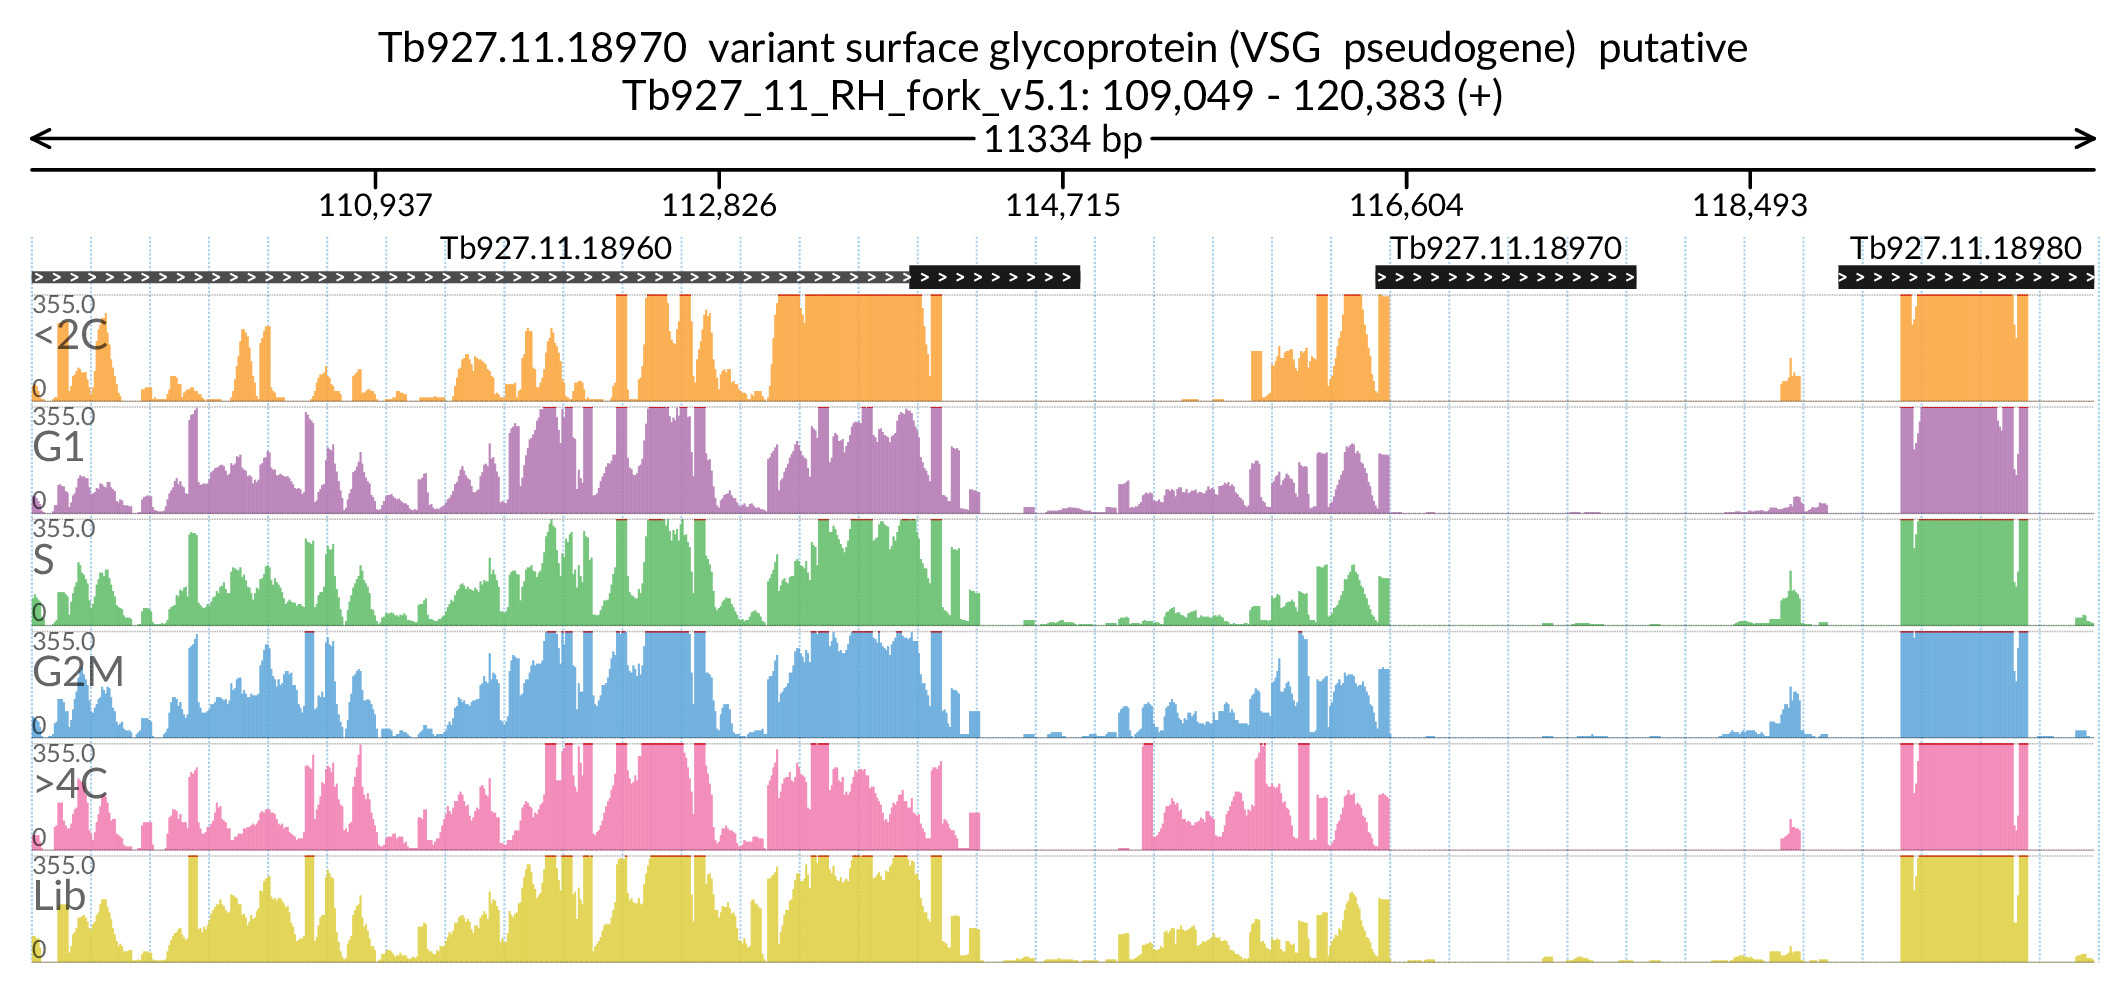 Tb927.11.18970 variant surface glycoprotein (VSG pseudogene) putative
Tb927_11_RH_fork_v5.1: 109,049 - 120,383 (+)
11334 bp
110,937 112,826 114,715 116,604 118,493
Tb927.11.18960 Tb927.11.18970 Tb927.11.18980
355.0
<2C
0
355.0
G1
0
355.0
S
0
355.0
G2M
0
355.0
>4C
0
355.0
Lib
0